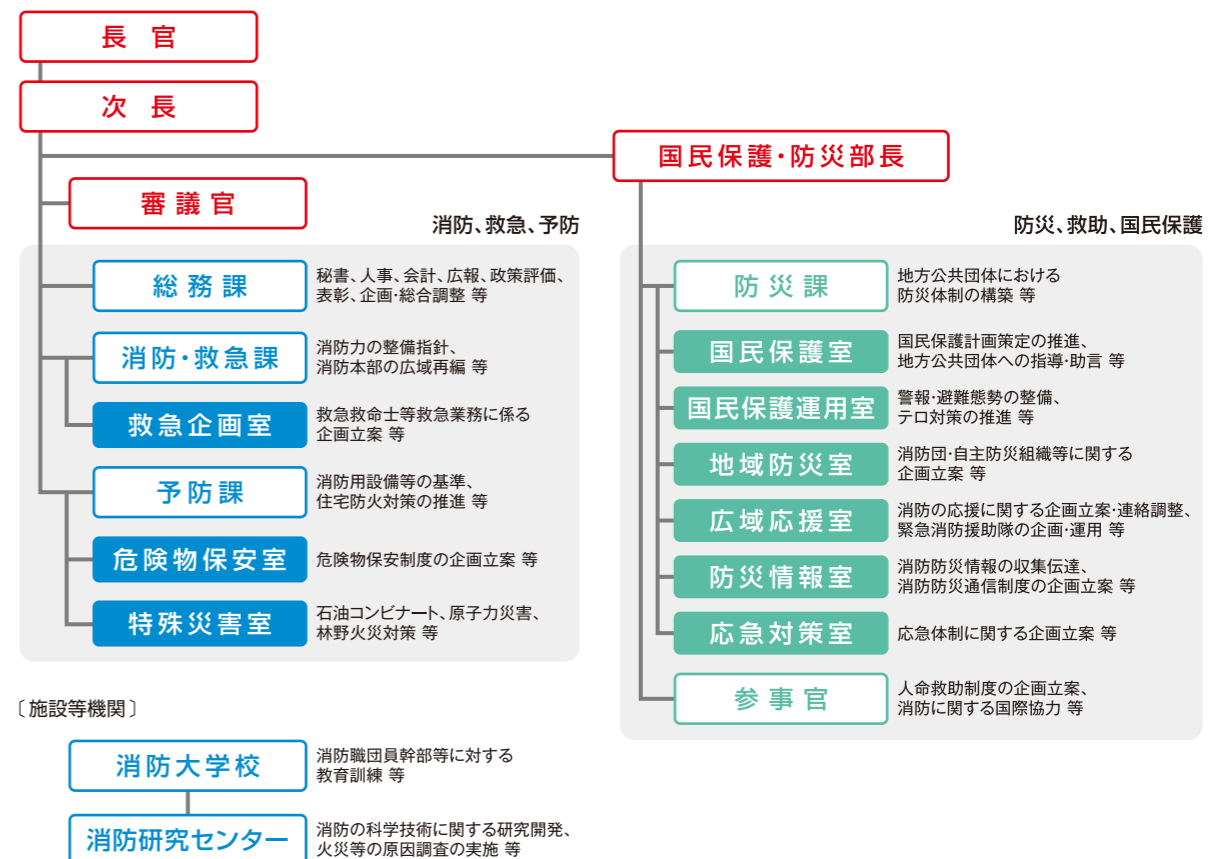 長官
次長
国民保護・防災部長
審議官
消防、救急、予防
総務課
秘書、人事、会計、広報、政策評価、
表彰、企画・総合調整 等
消防・救急課
消防力の整備指針、
消防本部の広域再編 等
救急企画室
救急救命士等救急業務に係る
企画立案 等
予防課
消防用設備等の基準、
住宅防火対策の推進 等
危険物保安室
危険物保安制度の企画立案 等
特殊災害室
石油コンビナート、原子力災害、
林野火災対策 等
防災、救助、国民保護
防災課
地方公共団体における
防災体制の構築 等
国民保護室
国民保護計画策定の推進、
地方公共団体への指導・助言 等
国民保護運用室
警報・避難態勢の整備、
テロ対策の推進 等
地域防災室
消防団・自主防災組織等に関する
企画立案 等
広域応援室
消防の応援に関する企画立案・連絡調整、
緊急消防援助隊の企画・運用 等
防災情報室
消防防災情報の収集伝達、
消防防災通信制度の企画立案 等
応急対策室
応急体制に関する企画立案 等
参事官
人命救助制度の企画立案、
消防に関する国際協力 等
〔施設等機関〕
消防大学校
消防職団員幹部等に対する
教育訓練 等
消防研究センター
消防の科学技術に関する研究開発、
火災等の原因調査の実施 等